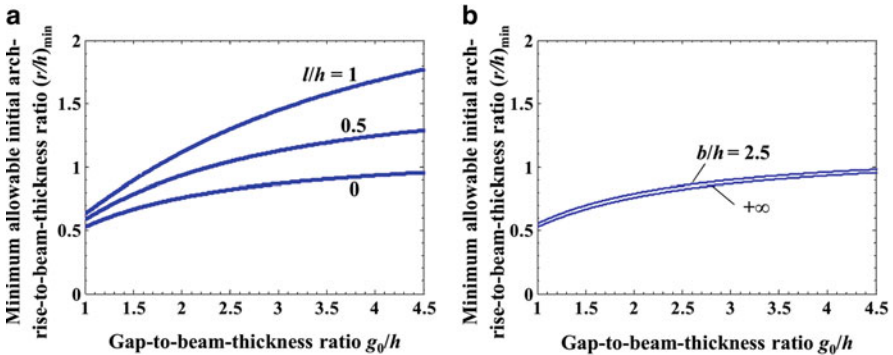 a
Minimum allowable initial arch-
rise-to-beam-thickness ratio (r/h)min
2
1.5
1
0.5
0
l/h = 1
0.5
0
1
1.5
2
2.5
3
3.5
4
4.5
Gap-to-beam-thickness ratio g0/h
b
Minimum allowable initial arch-
rise-to-beam-thickness ratio (r/h)min
2
1.5
1
0.5
0
b/h = 2.5
+∞
1
1.5
2
2.5
3
3.5
4
4.5
Gap-to-beam-thickness ratio g0/h